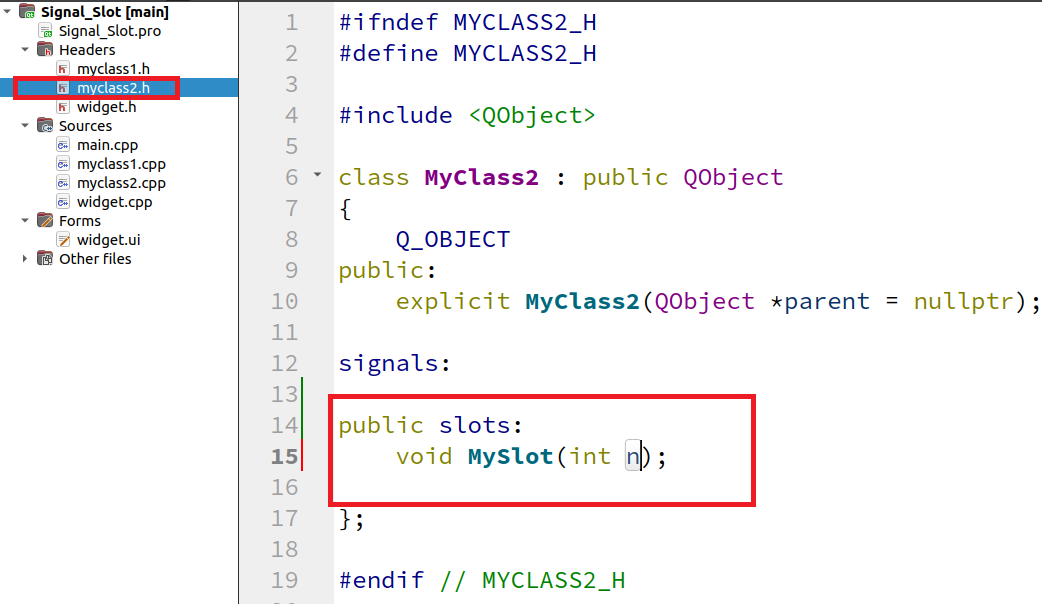 Signal_Slot [main]
Signal_Slot.pro
Headers
myclass1.h
myclass2.h
widget.h
Sources
main.cpp
myclass1.cpp
myclass2.cpp
widget.cpp
Forms
widget.ui
Other files
1 #ifndef MYCLASS2_H
2 #define MYCLASS2_H
3
4 #include <QObject>
5
6 class MyClass2 : public QObject
7 {
8 Q_OBJECT
9 public:
10 explicit MyClass2(QObject *parent = nullptr);
11
12 signals:
13
14 public slots:
15 void MySlot(int n);
16
17 };
18
19 #endif // MYCLASS2_H